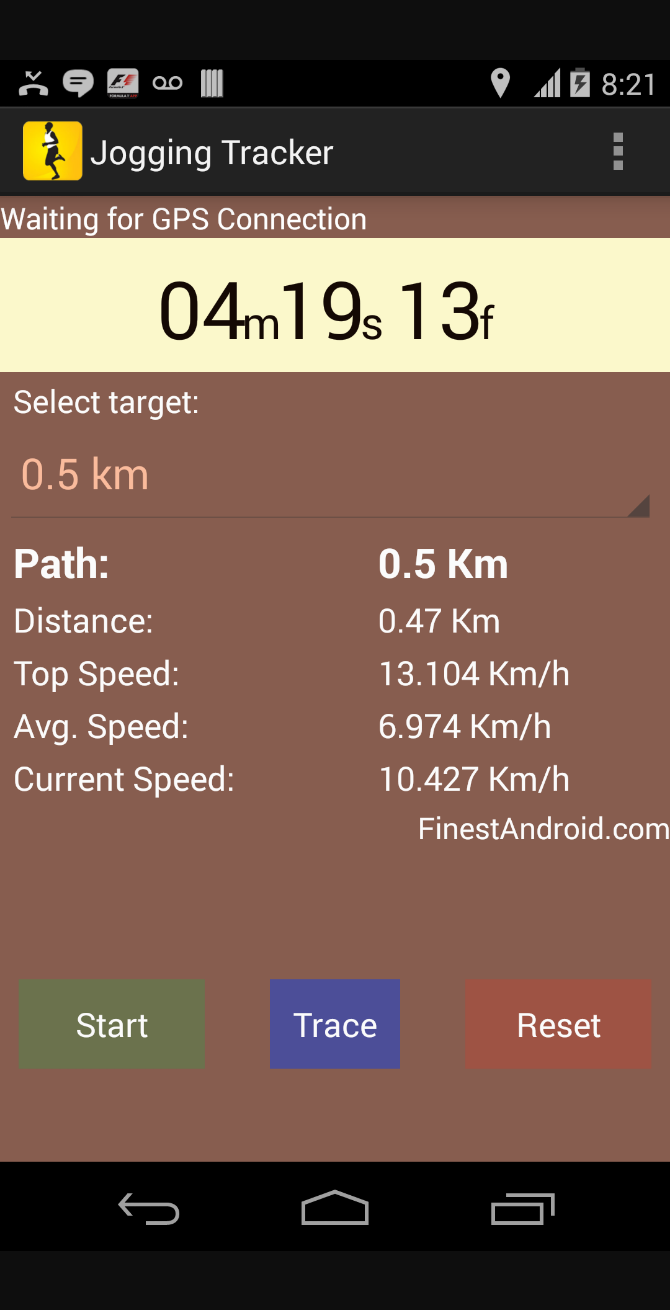 8:21
Jogging Tracker
Waiting for GPS Connection
04m19s 13f
Select target:
0.5 km
Path: 0.5 Km
Distance: 0.47 Km
Top Speed: 13.104 Km/h
Avg. Speed: 6.974 Km/h
Current Speed: 10.427 Km/h
FinestAndroid.com
Start Trace Reset